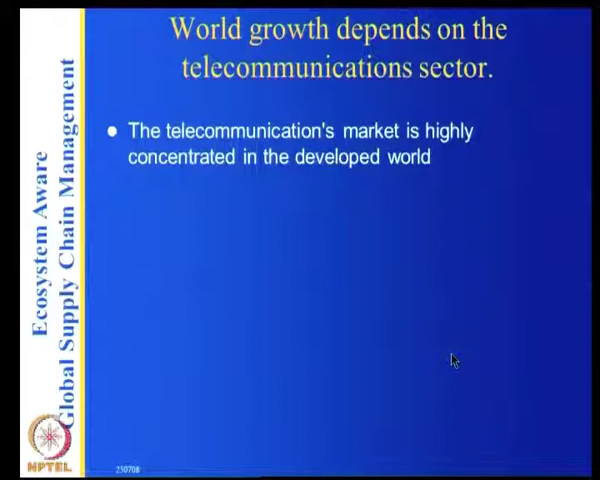 World growth depends on the
telecommunications sector.
● The telecommunication's market is highly
concentrated in the developed world
Ecosystem Aware
Global Supply Chain Management
NPTEL
250708